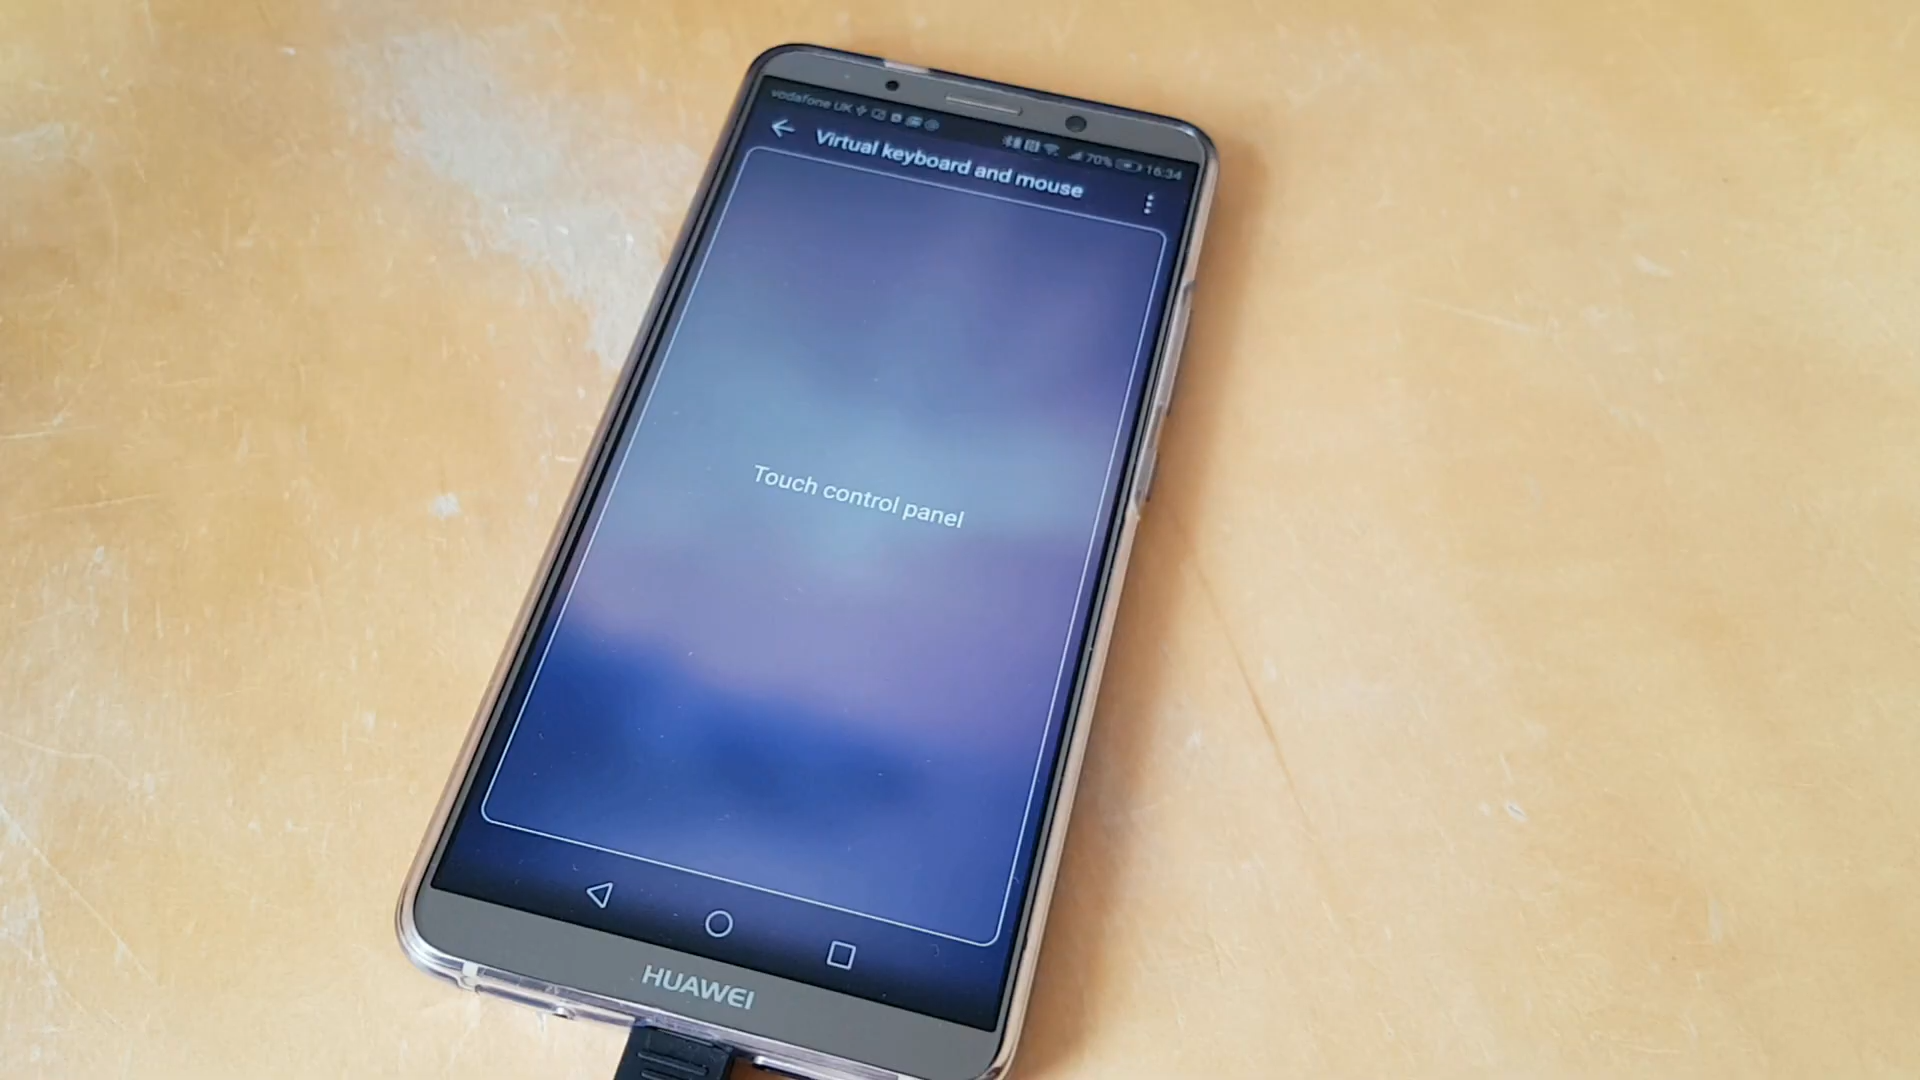 vodafone UK 70% 16:34
Virtual keyboard and mouse
Touch control panel
HUAWEI